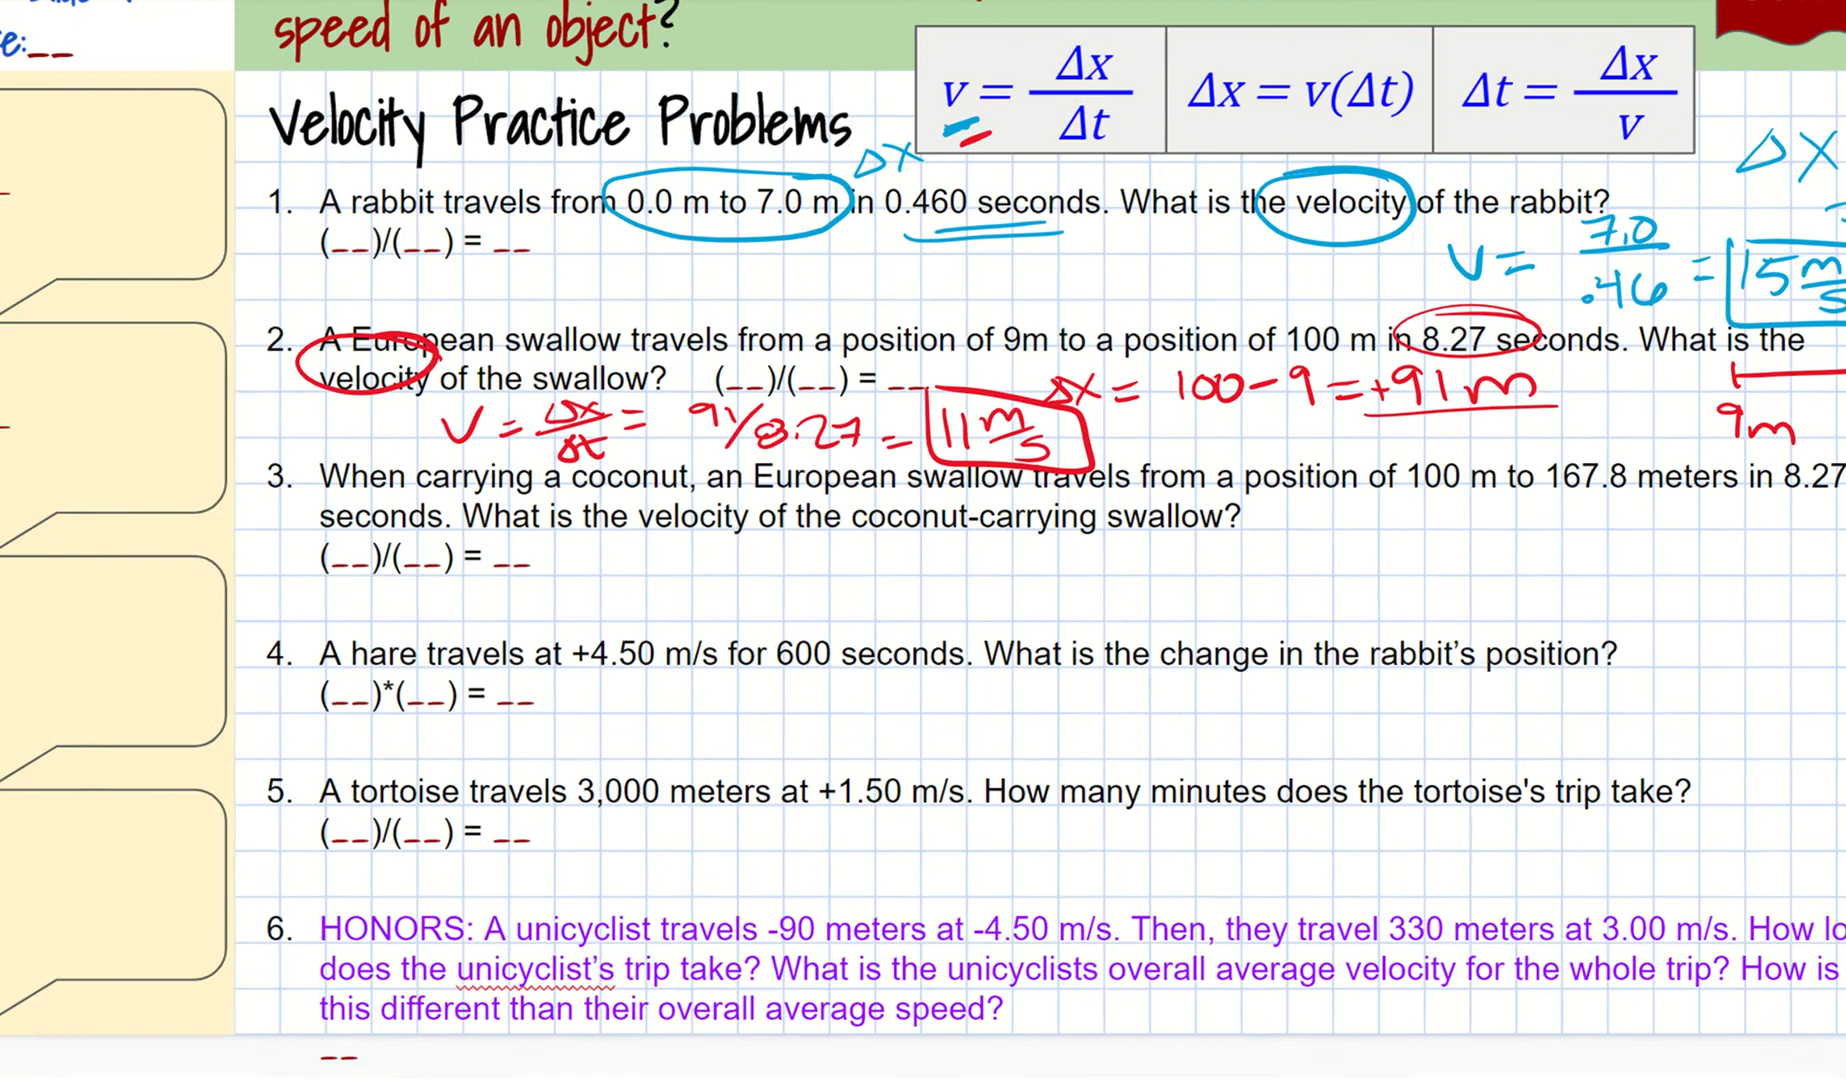 e:__
speed of an object?
v = Δx / Δt
Δx = v(Δt)
Δt = Δx / v
Velocity Practice Problems
Δx
ΔX
1. A rabbit travels from 0.0 m to 7.0 m in 0.460 seconds. What is the velocity of the rabbit?
(__)/(__) = __
V = 7.0 / .46 = 15 m/s
2. A European swallow travels from a position of 9m to a position of 100 m in 8.27 seconds. What is the
velocity of the swallow? (__)/(__) = __
Δx = 100 - 9 = +91 m
9m
V = Δx/Δt = 91/8.27 = 11 m/s
3. When carrying a coconut, an European swallow travels from a position of 100 m to 167.8 meters in 8.27
seconds. What is the velocity of the coconut-carrying swallow?
(__)/(__) = __
4. A hare travels at +4.50 m/s for 600 seconds. What is the change in the rabbit’s position?
(__)*(__) = __
5. A tortoise travels 3,000 meters at +1.50 m/s. How many minutes does the tortoise's trip take?
(__)/(__) = __
6. HONORS: A unicyclist travels -90 meters at -4.50 m/s. Then, they travel 330 meters at 3.00 m/s. How lo
does the unicyclist’s trip take? What is the unicyclists overall average velocity for the whole trip? How is
this different than their overall average speed?
__